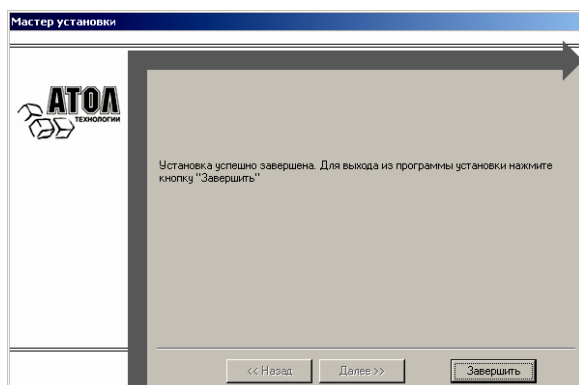 Мастер установки
АТОЛ
ТЕХНОЛОГИИ
Установка успешно завершена. Для выхода из программы установки нажмите
кнопку "Завершить"
<< Назад
Далее >>
Завершить